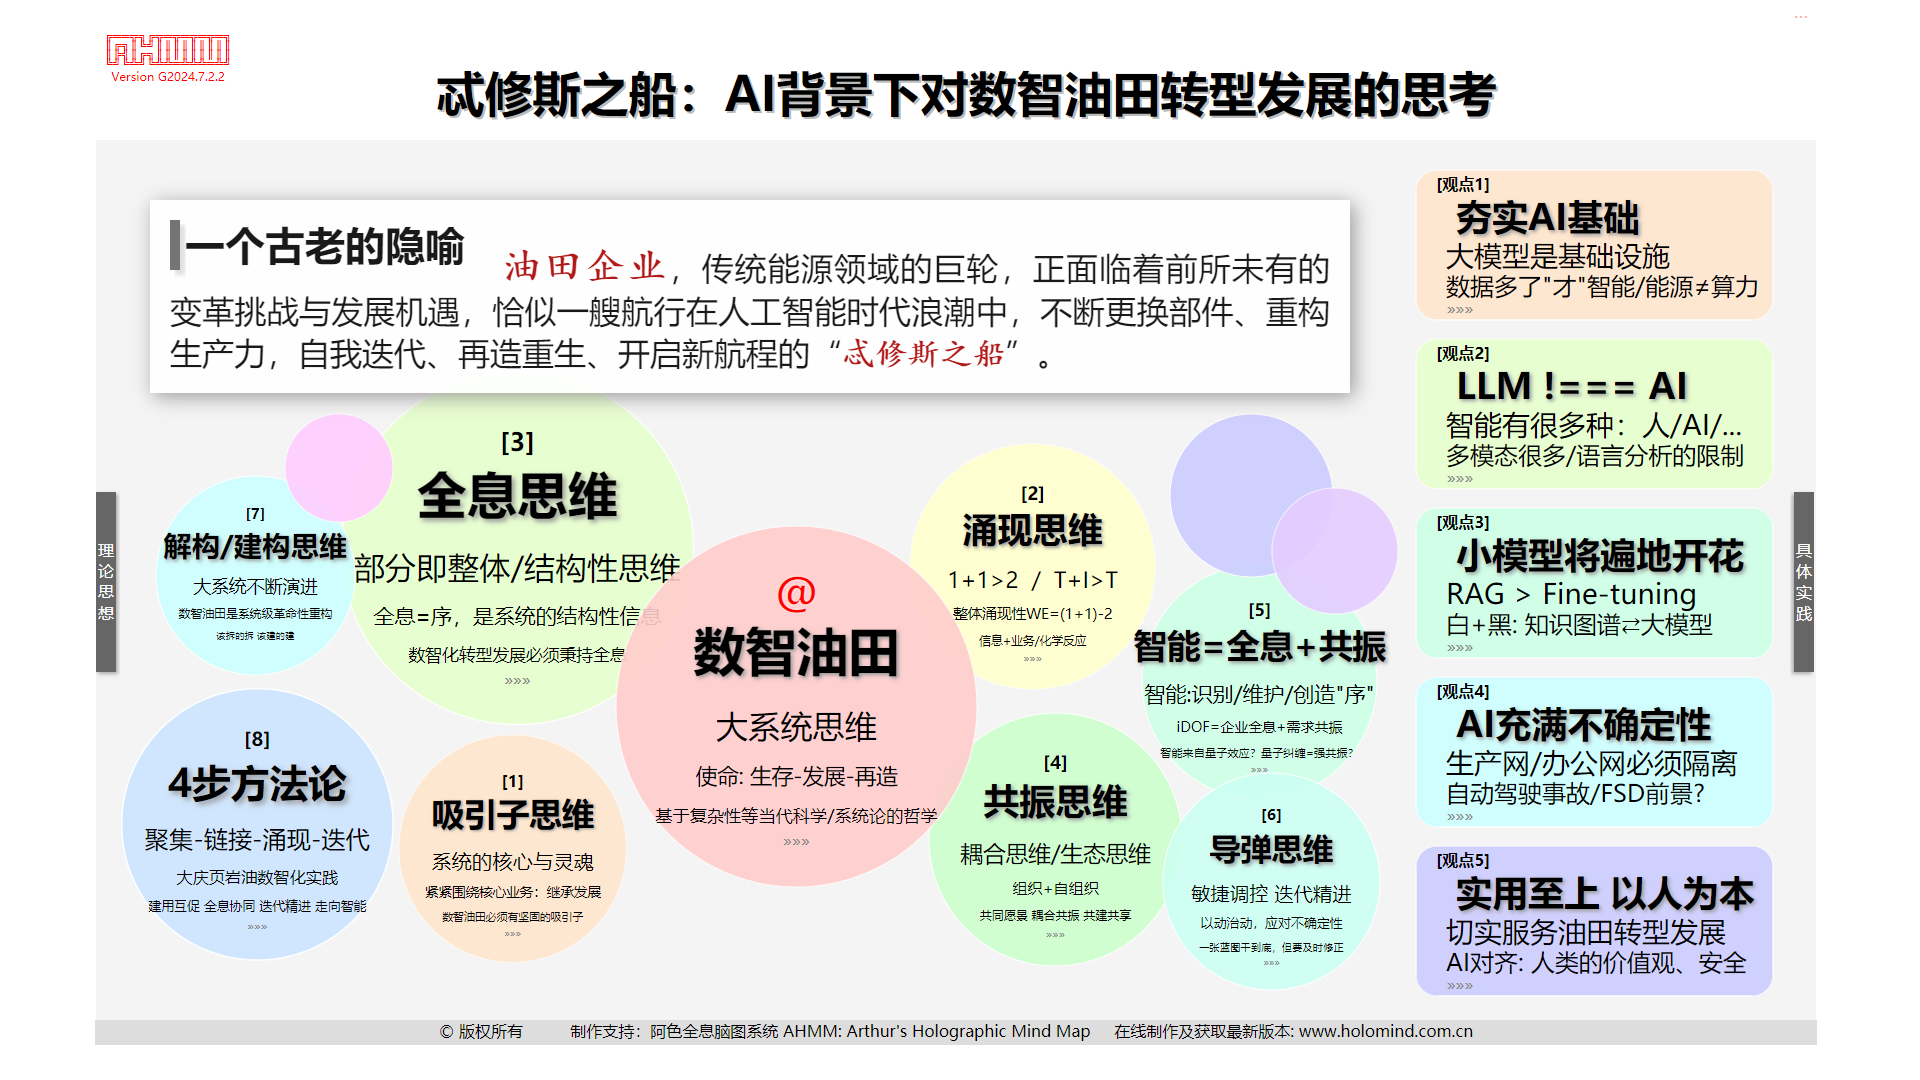 AHMM
Version G2024.7.2.2
忒修斯之船：AI背景下对数智油田转型发展的思考
一个古老的隐喻
油田企业，传统能源领域的巨轮，正面临着前所未有的
变革挑战与发展机遇，恰似一艘航行在人工智能时代浪潮中，不断更换部件、重构
生产力，自我迭代、再造重生、开启新航程的“忒修斯之船”。
理论思想
[7]
解构/建构思维
大系统不断演进
数智油田是系统级革命性重构
该拆的拆 该建的建
[3]
全息思维
部分即整体/结构性思维
全息=序，是系统的结构性信息
数智化转型发展必须秉持全息
»»»
@
数智油田
大系统思维
使命: 生存-发展-再造
基于复杂性等当代科学/系统论的哲学
»»»
[2]
涌现思维
1+1>2 / T+I>T
整体涌现性WE=(1+1)-2
信息+业务/化学反应
»»»
[5]
智能=全息+共振
智能:识别/维护/创造"序"
iDOF=企业全息+需求共振
智能来自量子效应？量子纠缠=强共振?
»»»
[8]
4步方法论
聚集-链接-涌现-迭代
大庆页岩油数智化实践
建用互促 全息协同 迭代精进 走向智能
»»»
[1]
吸引子思维
系统的核心与灵魂
紧紧围绕核心业务：继承发展
数智油田必须有坚固的吸引子
»»»
[4]
共振思维
耦合思维/生态思维
组织+自组织
共同愿景 耦合共振 共建共享
»»»
[6]
导弹思维
敏捷调控 迭代精进
以动治动，应对不确定性
一张蓝图干到底，但要及时修正
»»»
[观点1]
夯实AI基础
大模型是基础设施
数据多了"才"智能/能源≠算力
»»»
[观点2]
LLM !=== AI
智能有很多种：人/AI/...
多模态很多/语言分析的限制
»»»
[观点3]
小模型将遍地开花
RAG > Fine-tuning
白+黑: 知识图谱⇄大模型
»»»
[观点4]
AI充满不确定性
生产网/办公网必须隔离
自动驾驶事故/FSD前景?
»»»
[观点5]
实用至上 以人为本
切实服务油田转型发展
AI对齐: 人类的价值观、安全
»»»
具体实践
© 版权所有 制作支持：阿色全息脑图系统 AHMM: Arthur's Holographic Mind Map 在线制作及获取最新版本: www.holomind.com.cn